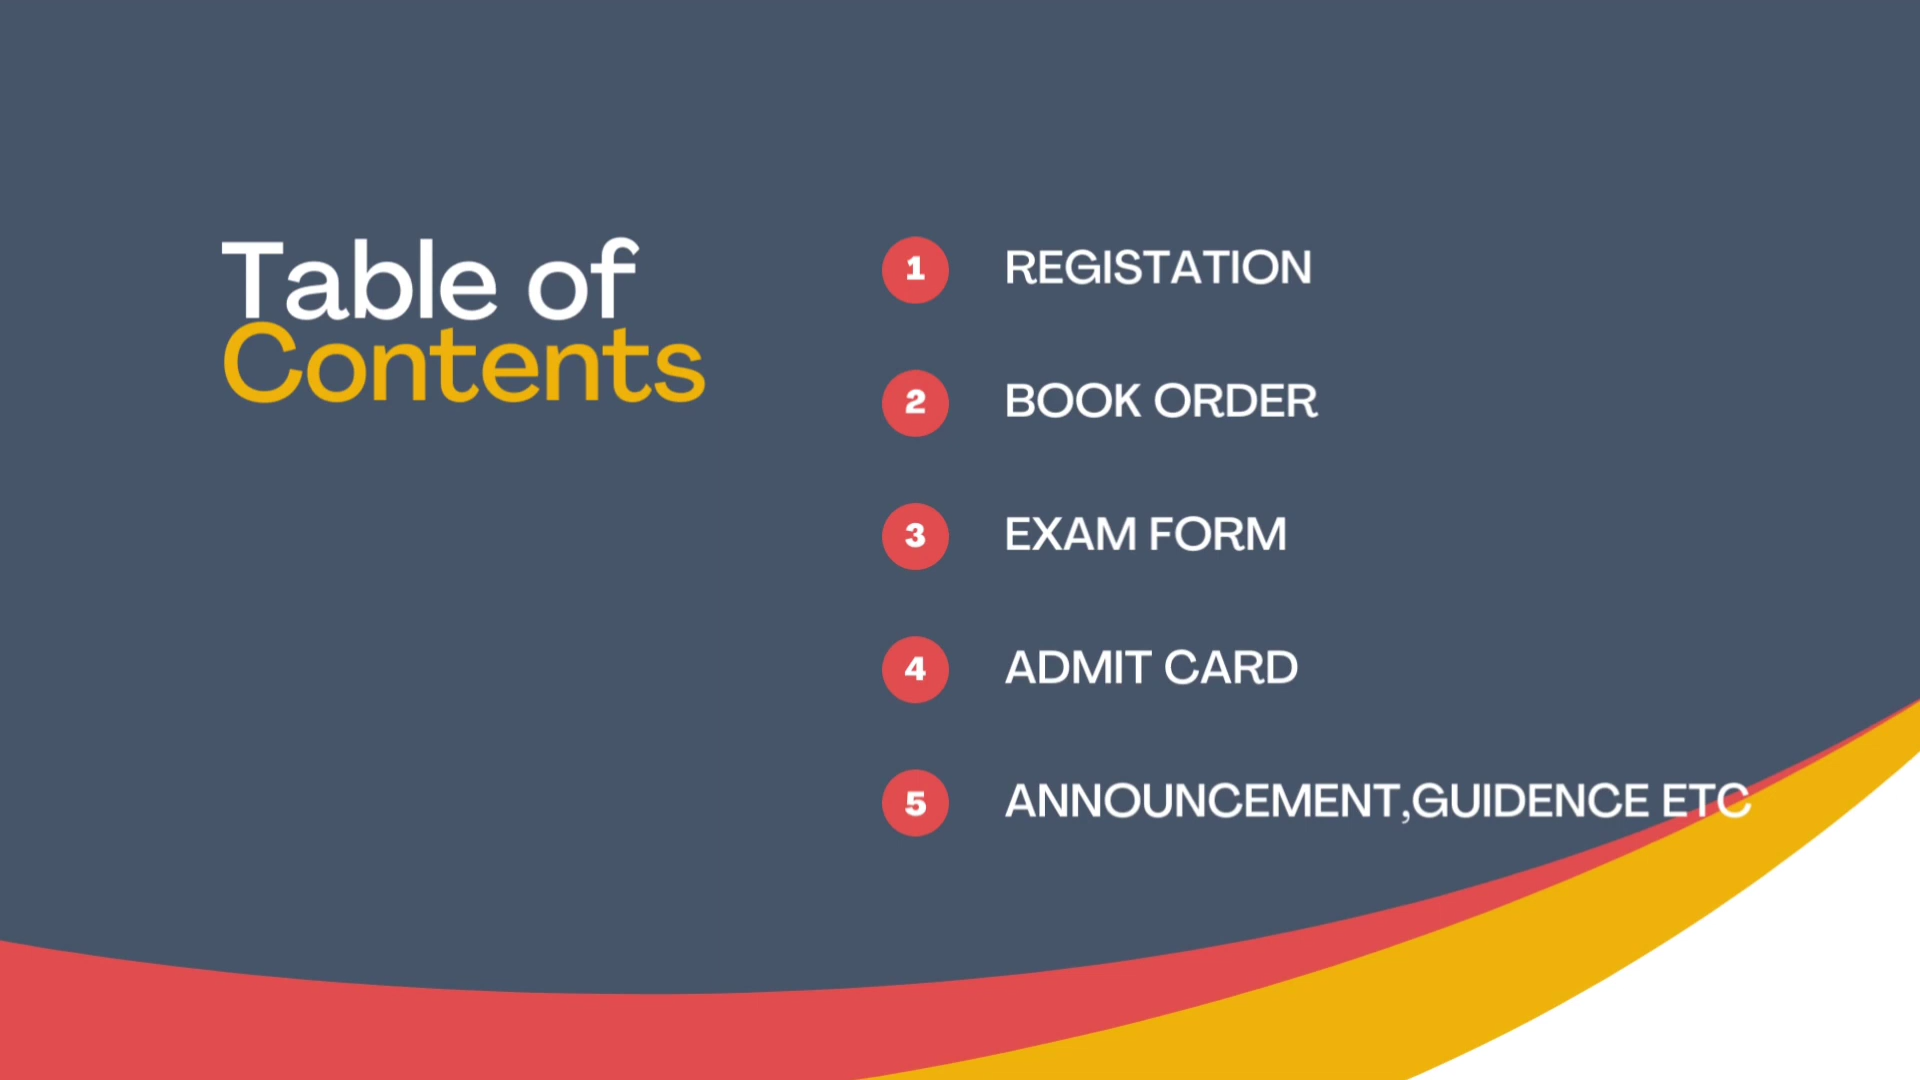 Table of
Contents
1 REGISTATION
2 BOOK ORDER
3 EXAM FORM
4 ADMIT CARD
5 ANNOUNCEMENT,GUIDENCE ETC